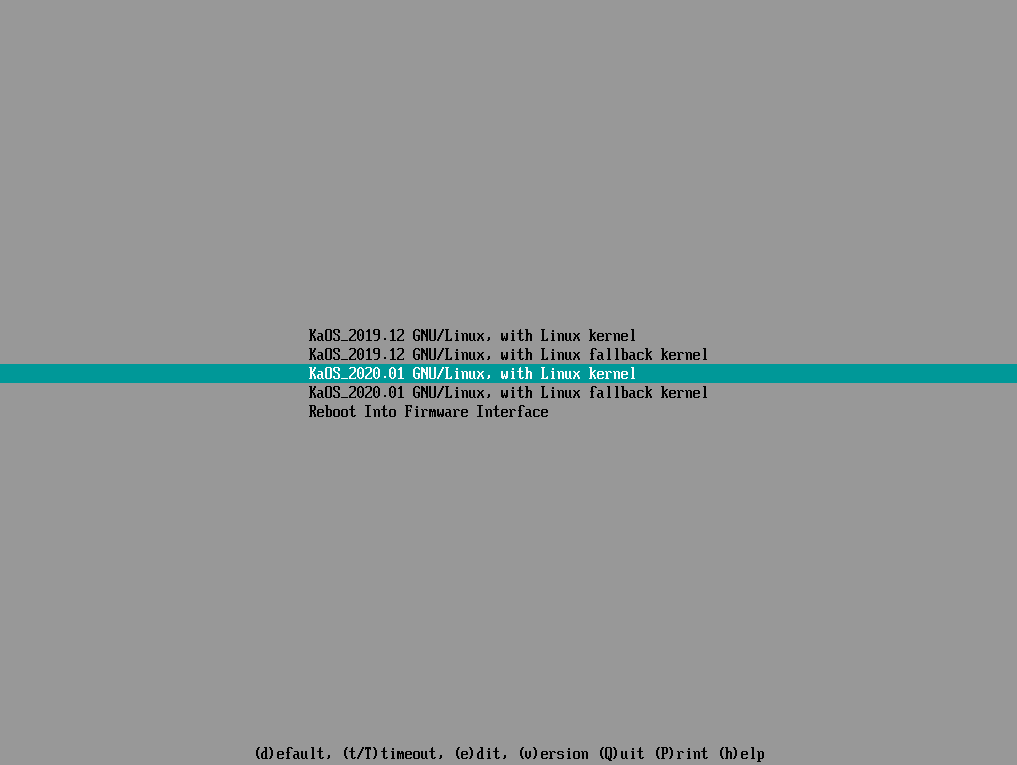 KaOS_2019.12 GNU/Linux, with Linux kernel
KaOS_2019.12 GNU/Linux, with Linux fallback kernel
KaOS_2020.01 GNU/Linux, with Linux kernel
KaOS_2020.01 GNU/Linux, with Linux fallback kernel
Reboot Into Firmware Interface
(d)efault, (t/T)timeout, (e)dit, (v)ersion (Q)uit (P)rint (h)elp